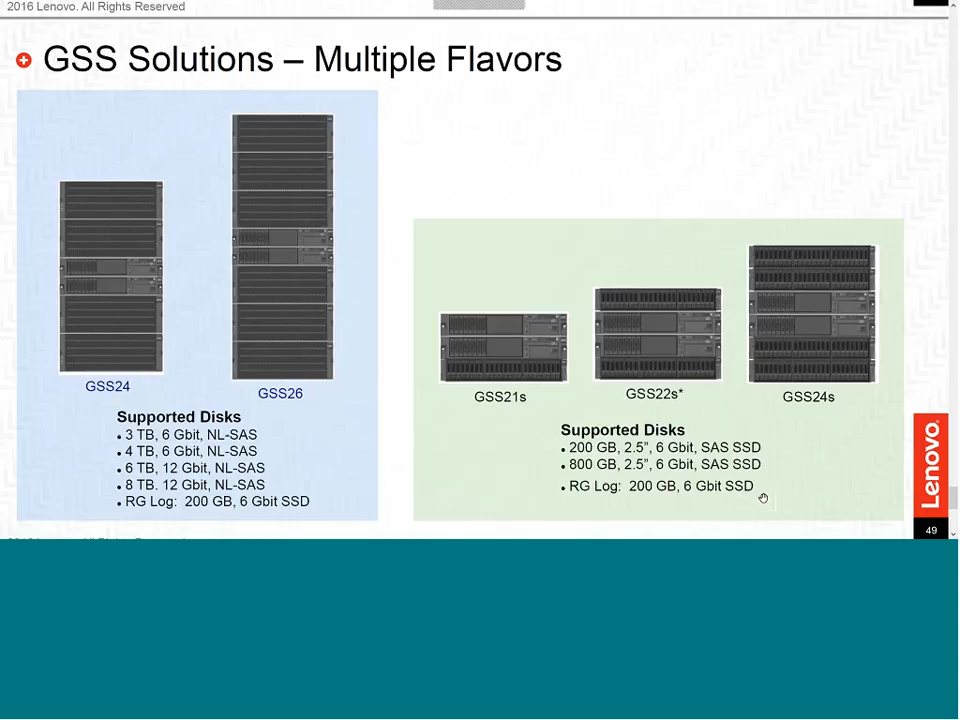 2016 Lenovo. All Rights Reserved
GSS Solutions – Multiple Flavors
GSS24
GSS26
Supported Disks
• 3 TB, 6 Gbit, NL-SAS
• 4 TB, 6 Gbit, NL-SAS
• 6 TB, 12 Gbit, NL-SAS
• 8 TB. 12 Gbit, NL-SAS
• RG Log: 200 GB, 6 Gbit SSD
GSS21s
GSS22s*
GSS24s
Supported Disks
• 200 GB, 2.5”, 6 Gbit, SAS SSD
• 800 GB, 2.5”, 6 Gbit, SAS SSD
• RG Log: 200 GB, 6 Gbit SSD
Lenovo
49